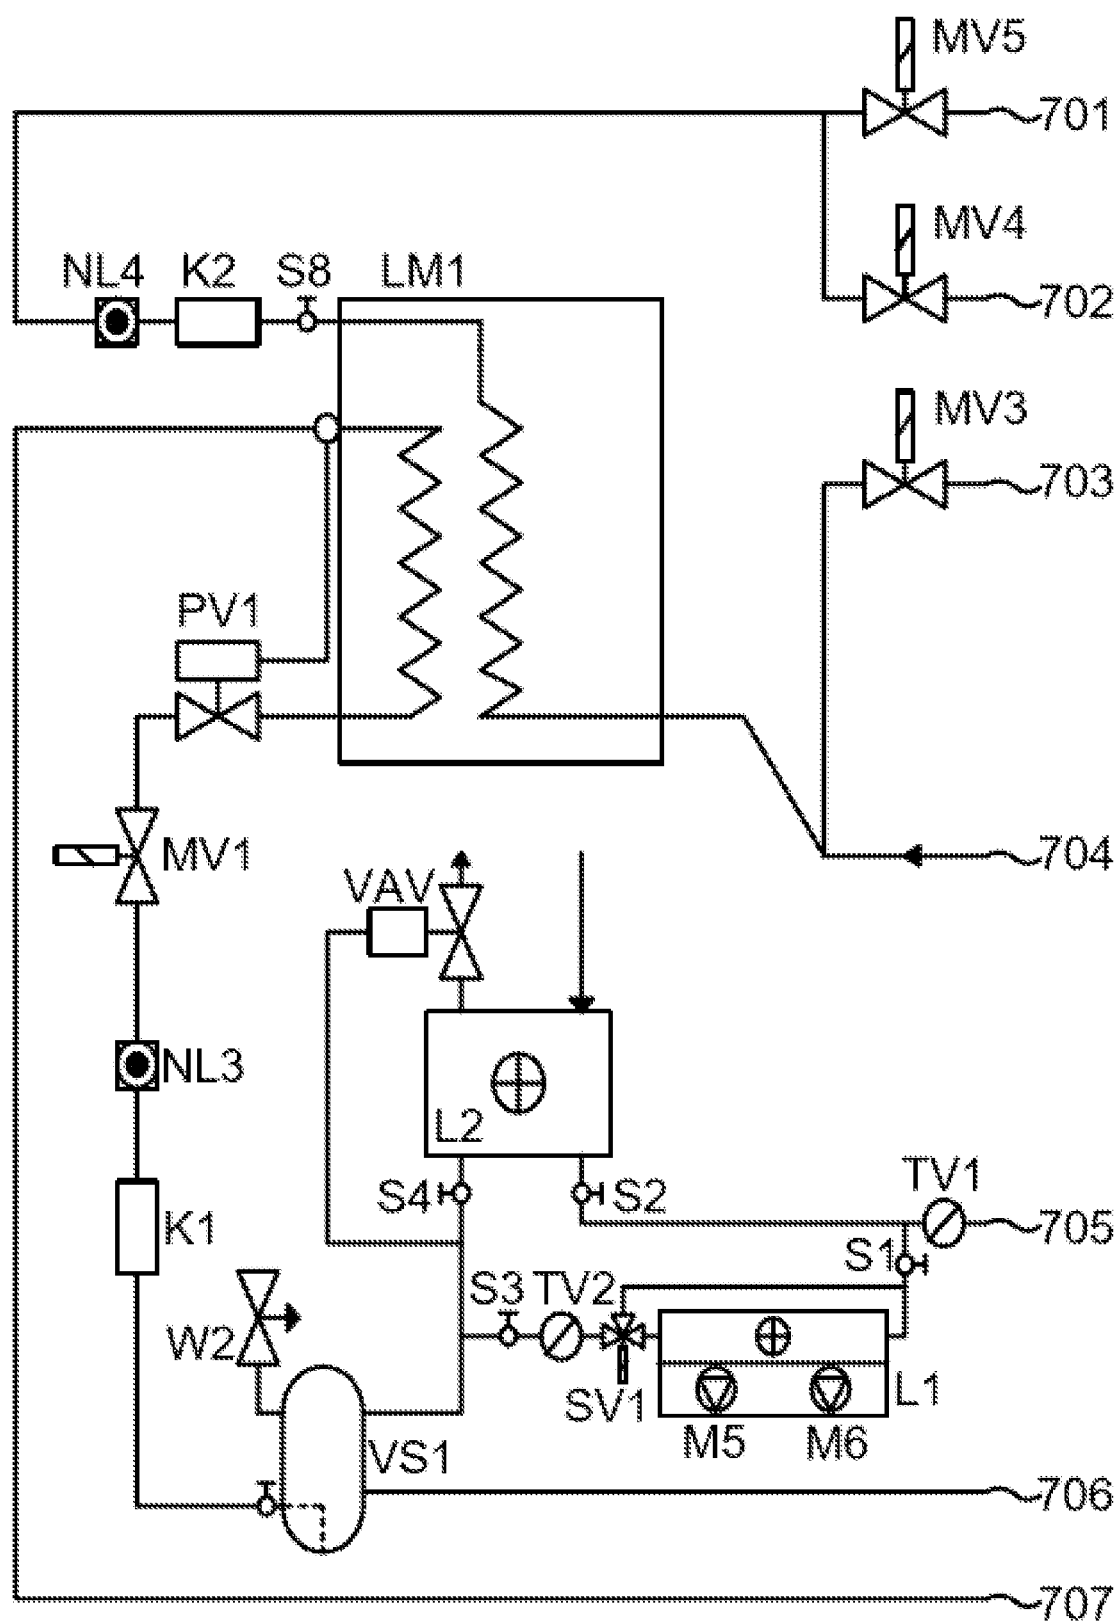 MV5
701
MV4
702
NL4 K2 S8 LM1
MV3
703
PV1
MV1
704
VAV
NL3
L2
S4
S2
TV1
K1
705
S1
S3 TV2
W2
SV1
L1
M5 M6
VS1
706
707